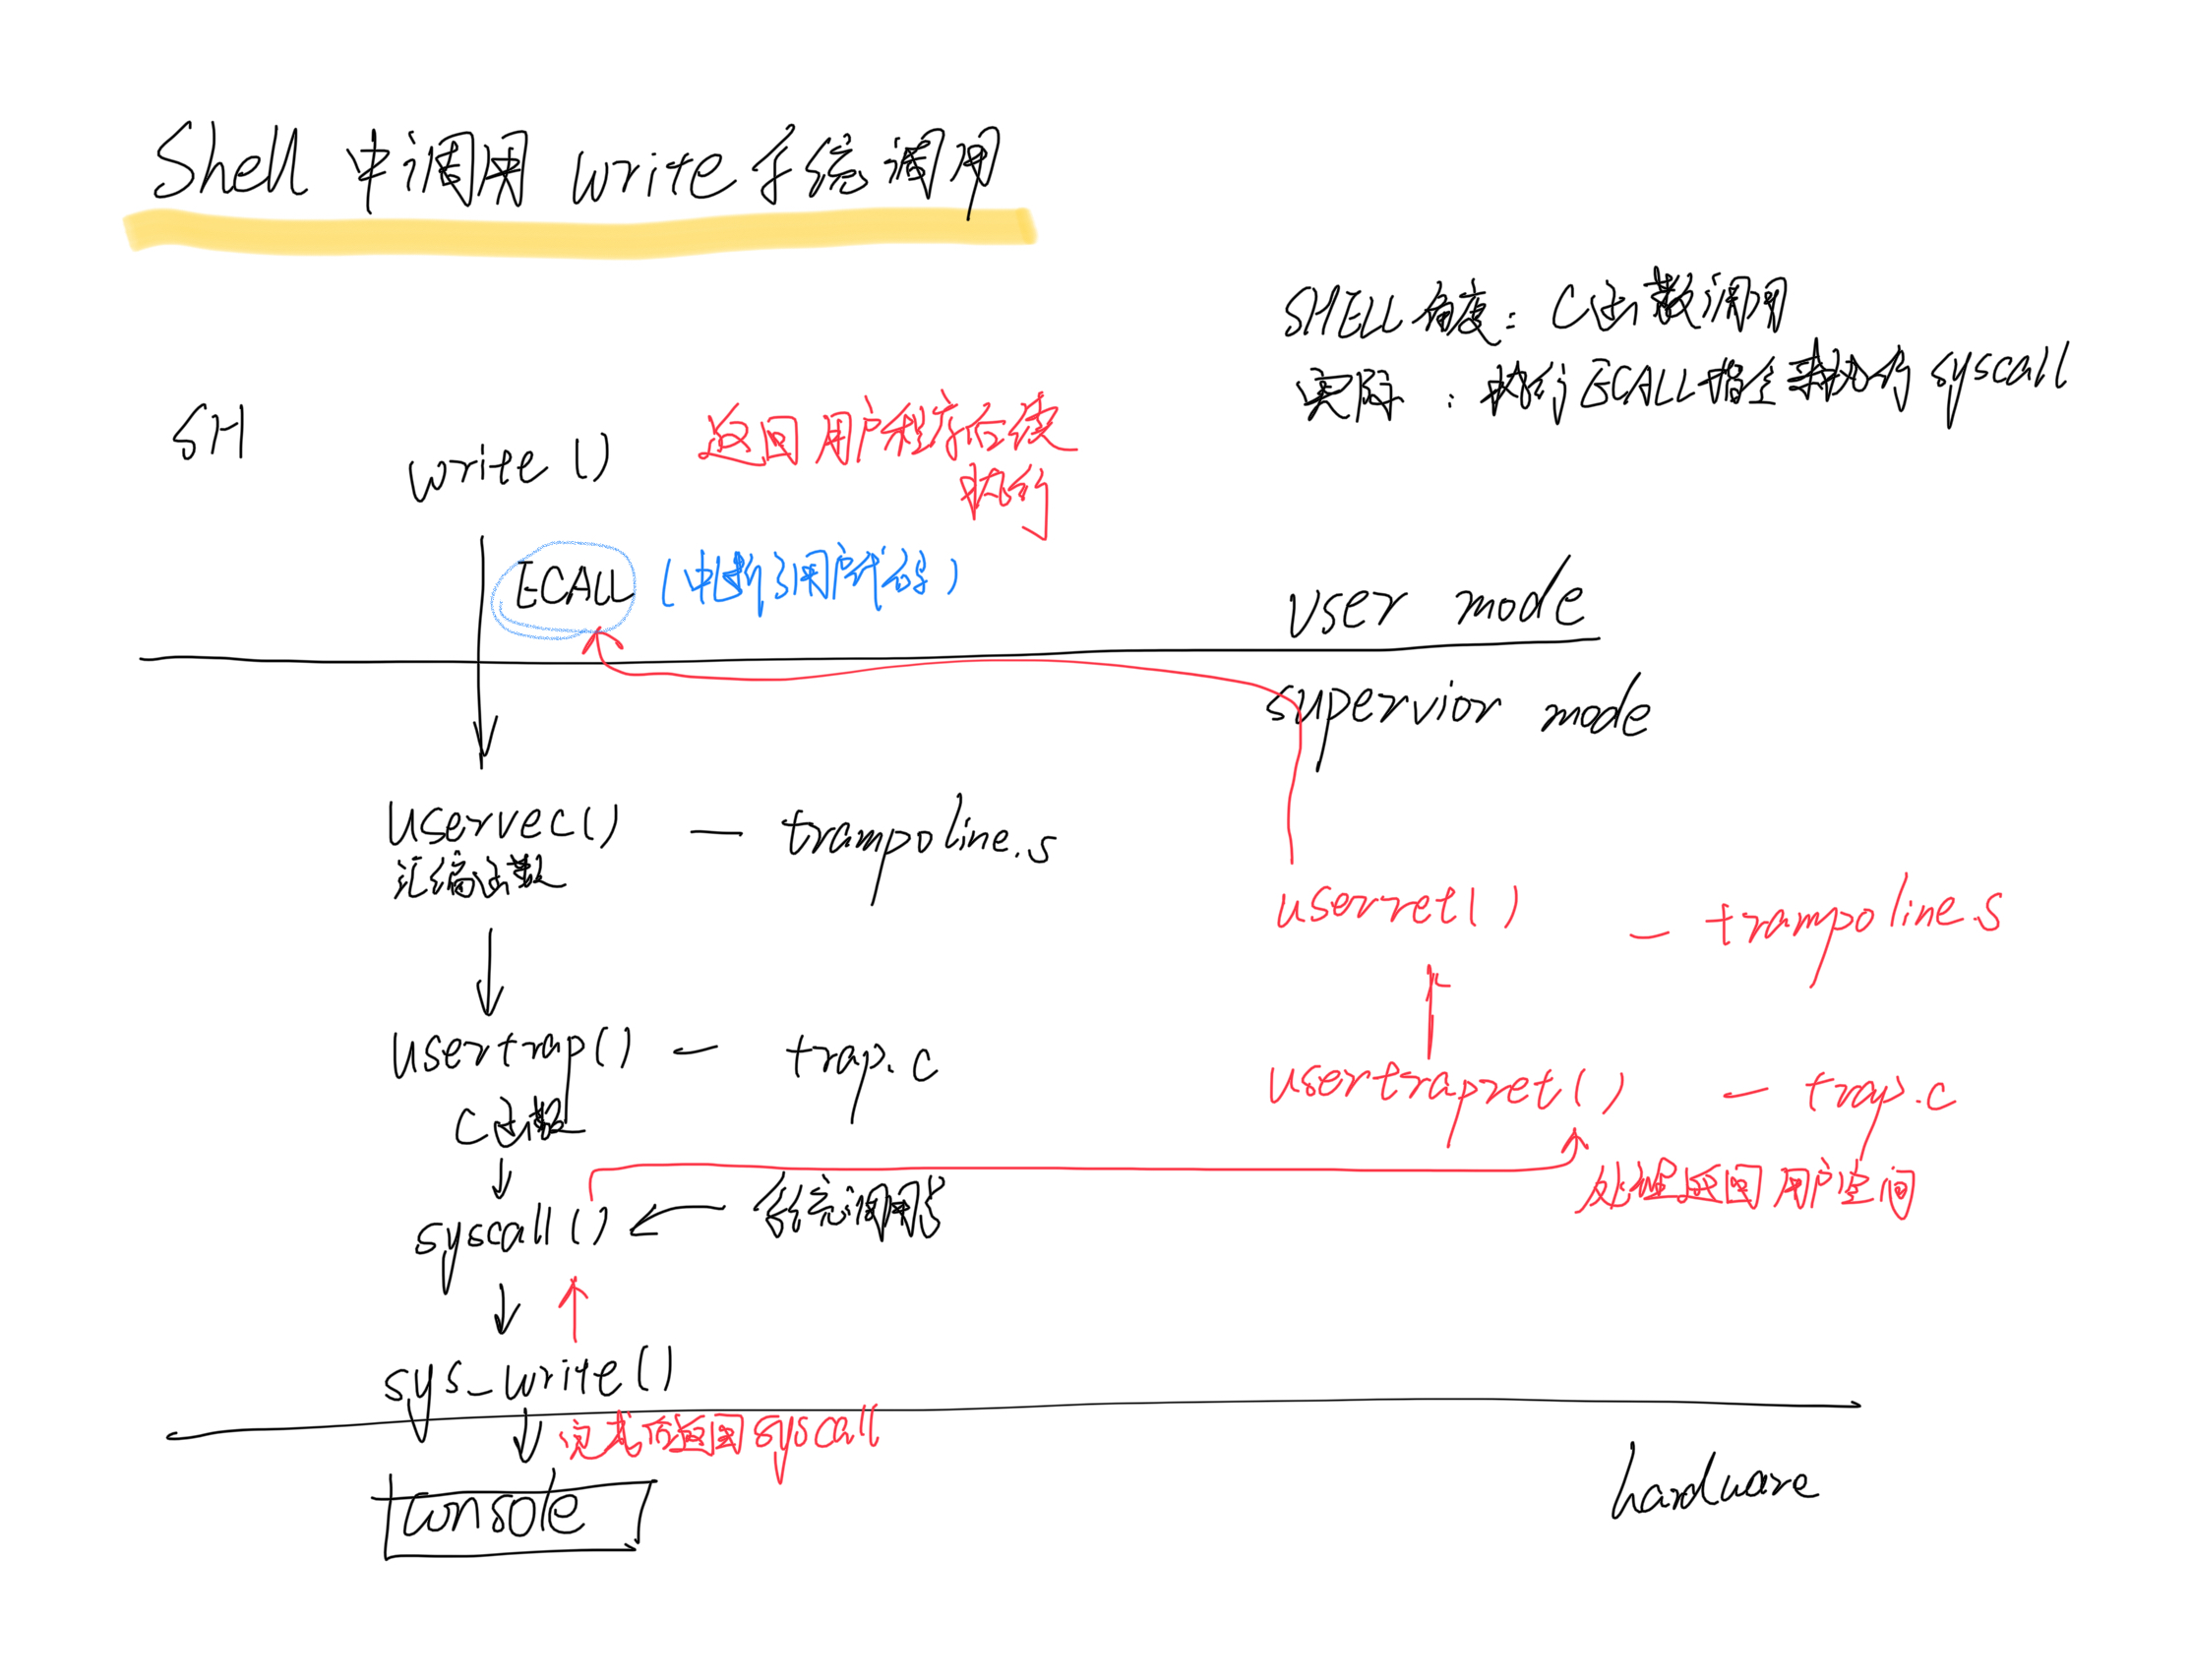 Shell 中调用 write 系统调用
SHELL 角度：C函数调用
实际：执行ECALL指令来执行 syscall
SH
write ()
返回用户程序后续
执行
ECALL (中断了用户代码)
user mode
supervior mode
uservec() — trampoline.s
汇编函数
userret() — trampoline.s
usertrap() — trap.c
C函数
usertrapret() — trap.c
处理返回用户空间
syscall() 系统调用号
sys_write()
完成后返回 syscall
console
hardware